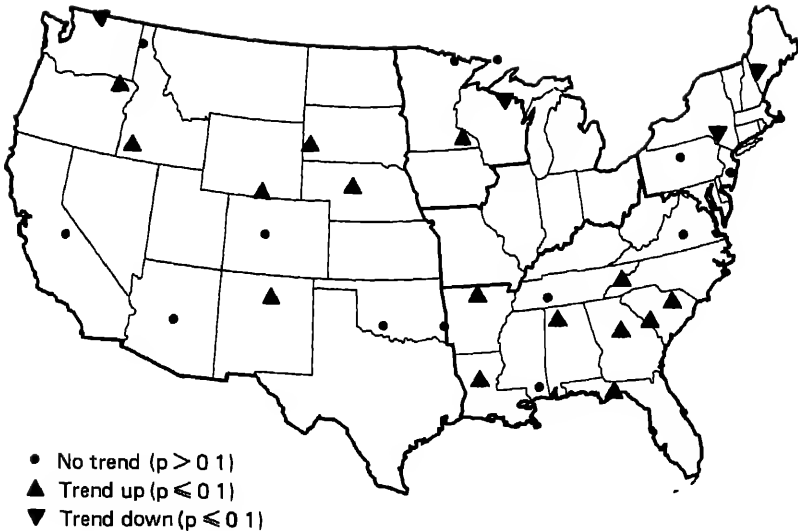 No trend (p > 0 1)
Trend up (p ⩽ 0 1)
Trend down (p ⩽ 0 1)